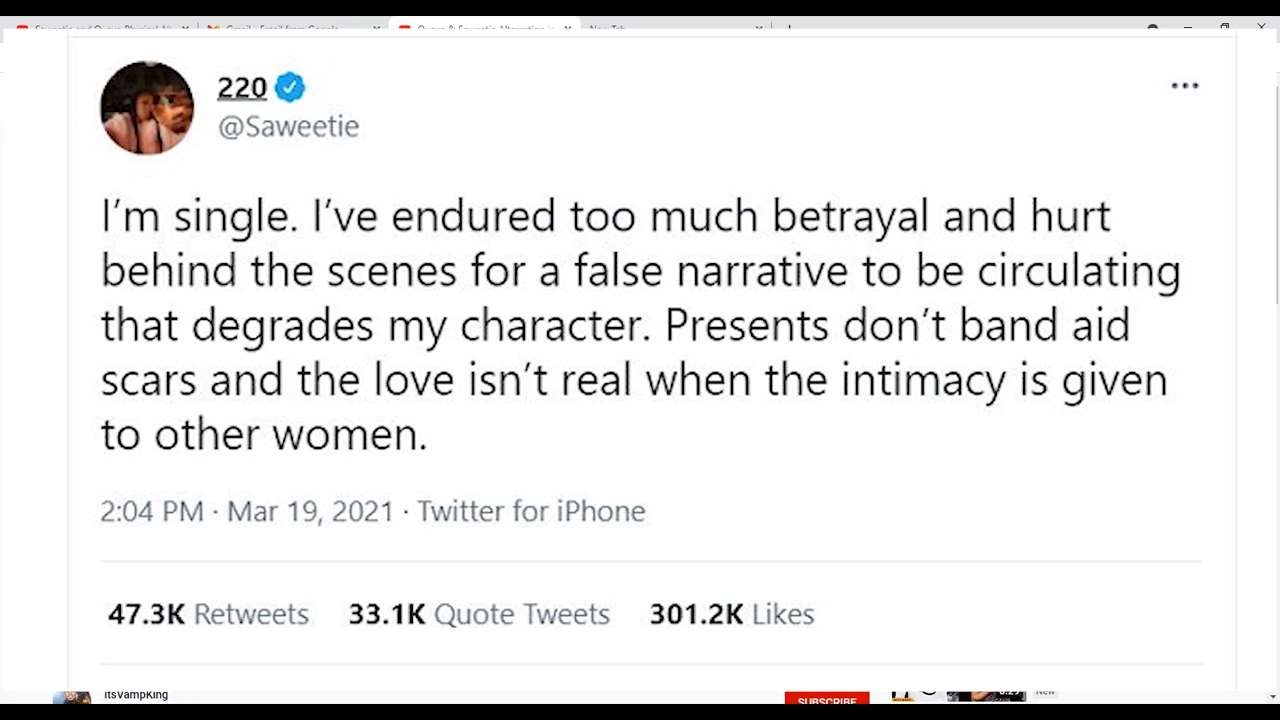 220
@Saweetie
I’m single. I’ve endured too much betrayal and hurt
behind the scenes for a false narrative to be circulating
that degrades my character. Presents don’t band aid
scars and the love isn’t real when the intimacy is given
to other women.
2:04 PM · Mar 19, 2021 · Twitter for iPhone
47.3K Retweets 33.1K Quote Tweets 301.2K Likes
itsVampKing
SUBSCRIBE
New